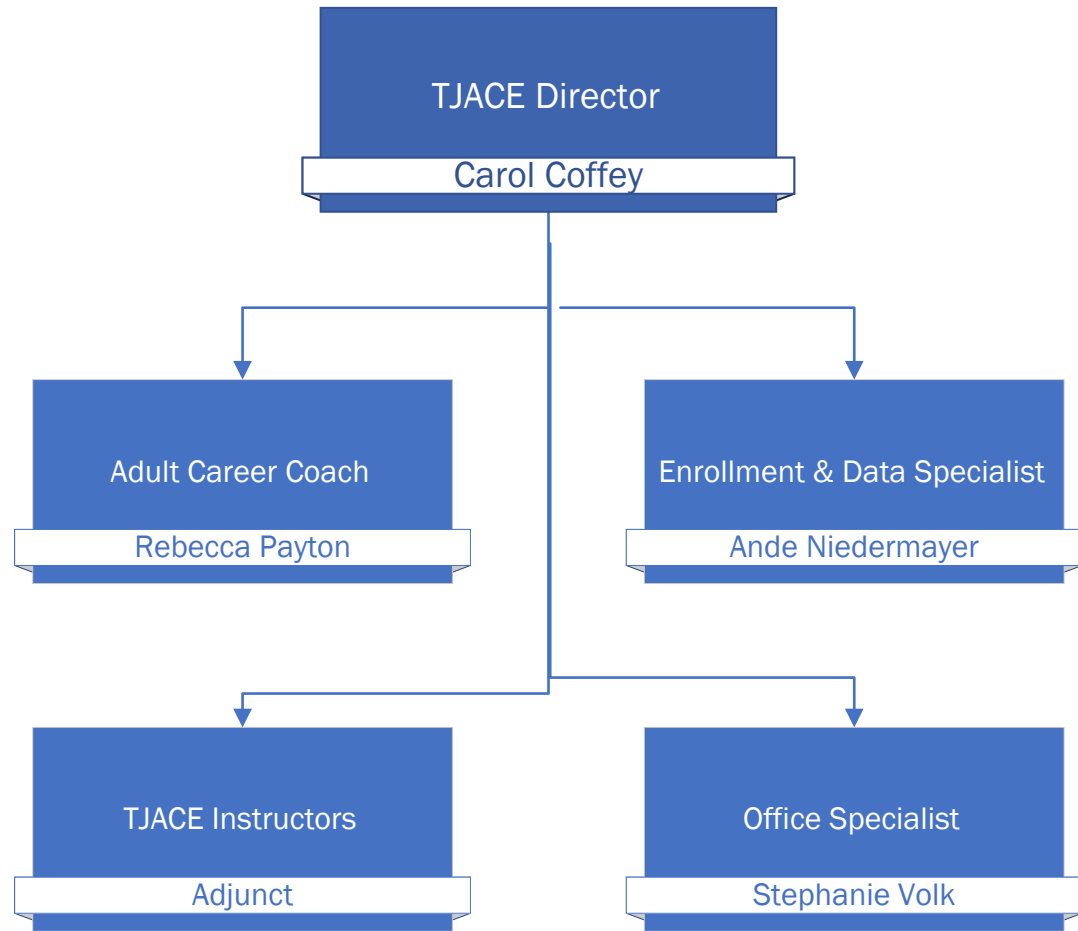 TJACE Director
Carol Coffey
Adult Career Coach
Rebecca Payton
Enrollment & Data Specialist
Ande Niedermayer
TJACE Instructors
Adjunct
Office Specialist
Stephanie Volk